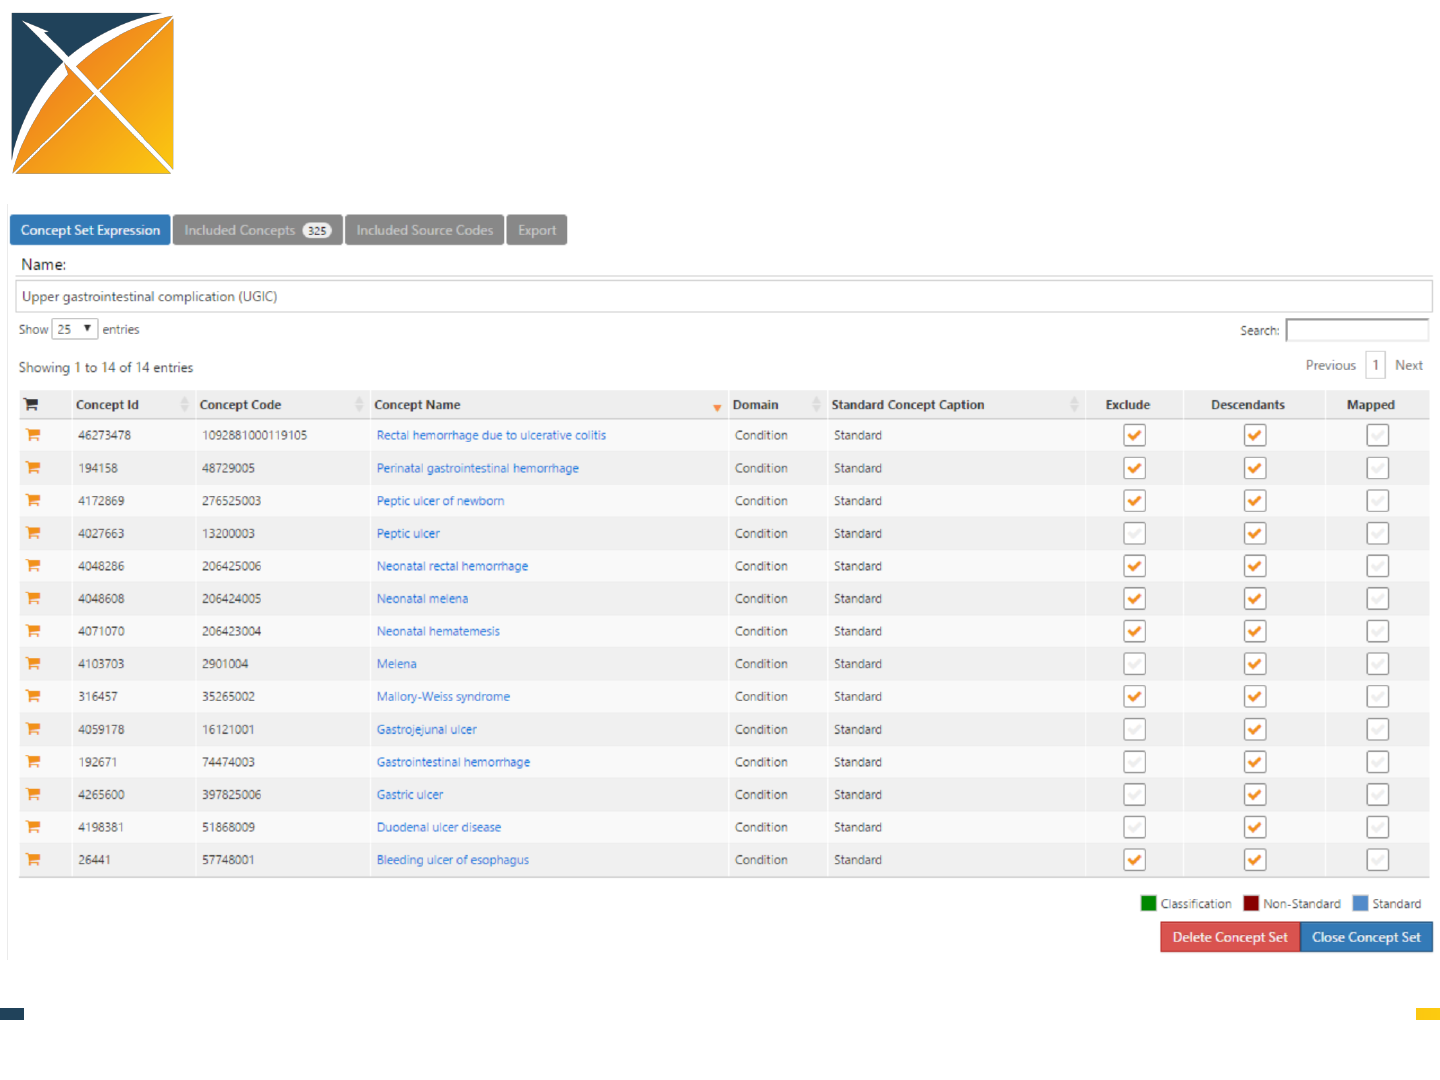 Concept Set Expression Included Concepts 325 Included Source Codes Export
Name:
Upper gastrointestinal complication (UGIC)
Show 25 entries Search:
Showing 1 to 14 of 14 entries Previous 1 Next
Concept Id Concept Code Concept Name Domain Standard Concept Caption Exclude Descendants Mapped
46273478 1092881000119105 Rectal hemorrhage due to ulcerative colitis Condition Standard
194158 48729005 Perinatal gastrointestinal hemorrhage Condition Standard
4172869 276525003 Peptic ulcer of newborn Condition Standard
4027663 13200003 Peptic ulcer Condition Standard
4048286 206425006 Neonatal rectal hemorrhage Condition Standard
4048608 206424005 Neonatal melena Condition Standard
4071070 206423004 Neonatal hematemesis Condition Standard
4103703 2901004 Melena Condition Standard
316457 35265002 Mallory-Weiss syndrome Condition Standard
4059178 16121001 Gastrojejunal ulcer Condition Standard
192671 74474003 Gastrointestinal hemorrhage Condition Standard
4265600 397825006 Gastric ulcer Condition Standard
4198381 51868009 Duodenal ulcer disease Condition Standard
26441 57748001 Bleeding ulcer of esophagus Condition Standard
Classification Non-Standard Standard
Delete Concept Set Close Concept Set